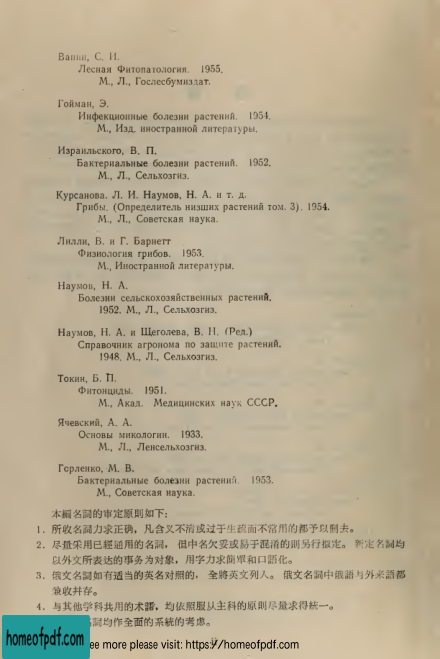 Ванин, С. И.
Лесная Фитопатология. 1955.
М., Л., Гослесбумиздат.
Гойман, Э.
Инфекционные болезни растений. 1954.
М., Изд. иностранной литературы.
Израильского, В. П.
Бактериальные болезни растений. 1952.
М., Л., Сельхозгиз.
Курсанова. Л. И. Наумов, Н. А. и т. д.
Грибы. (Определитель низших растений том. 3). 1954.
М., Л., Советская наука.
Лилли, В. и Г. Барнетт
Физиология грибов. 1953.
М., Иностранной литературы.
Наумов, Н. А.
Болезни сельскохозяйственных растений.
1952. М., Л., Сельхозгиз.
Наумов, Н. А. и Щеголева, В. Н. (Ред.)
Справочник агронома по защите растений.
1948. М., Л., Сельхозгиз.
Токин, Б. П.
Фитонциды. 1951.
М., Акад. Медицинских наук СССР.
Ячевский, А. А.
Основы микологии. 1933.
М., Л., Ленсельхозгиз.
Горленко, М. В.
Бактериальные болезни растений. 1953.
М., Советская наука.
本編名詞的审定原則如下：
1. 所收名詞力求正确，凡含义不清或过于生疏而不常用的都予以删去。
2. 尽量采用已經通用的名詞， 但中名欠妥或易于混淆的則另行拟定。 新定名詞均
以外文所表达的事务为对象，用字力求簡單和口語化。
3. 俄文名詞如有适当的英名对照的， 全將英文列入。 俄文名詞中俄語与外来語都
兼收并存。
4. 与其他学科共用的术語，均依照服从主科的原則尽量求得統一。
名詞均作全面的系統的考慮。
homeofpdf.com
ee more please visit: https://homeofpdf.com